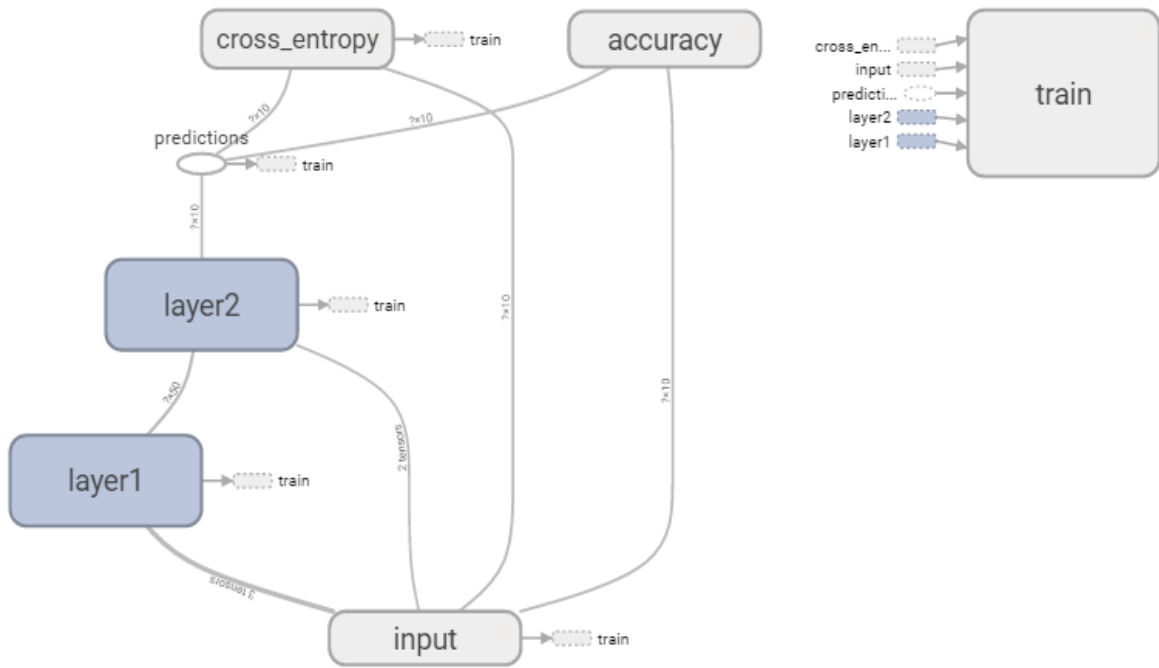 cross_entropy
train
accuracy
cross_en...
input
predicti...
layer2
layer1
train
?×10
?×10
predictions
train
?×10
layer2
train
?×10
?×50
?×10
2 tensors
layer1
train
3 tensors
input
train